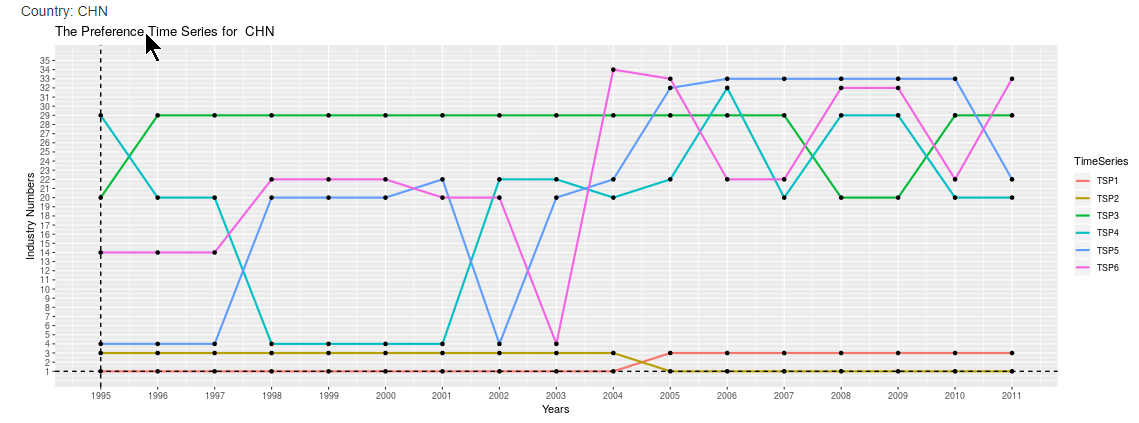 Country: CHN
The Preference Time Series for CHN
Industry Numbers
35
34
33
32
31
30
29
28
27
26
25
24
23
22
21
20
19
18
17
16
15
14
13
12
11
10
9
8
7
6
5
4
3
2
1
1995 1996 1997 1998 1999 2000 2001 2002 2003 2004 2005 2006 2007 2008 2009 2010 2011
Years
TimeSeries
TSP1
TSP2
TSP3
TSP4
TSP5
TSP6